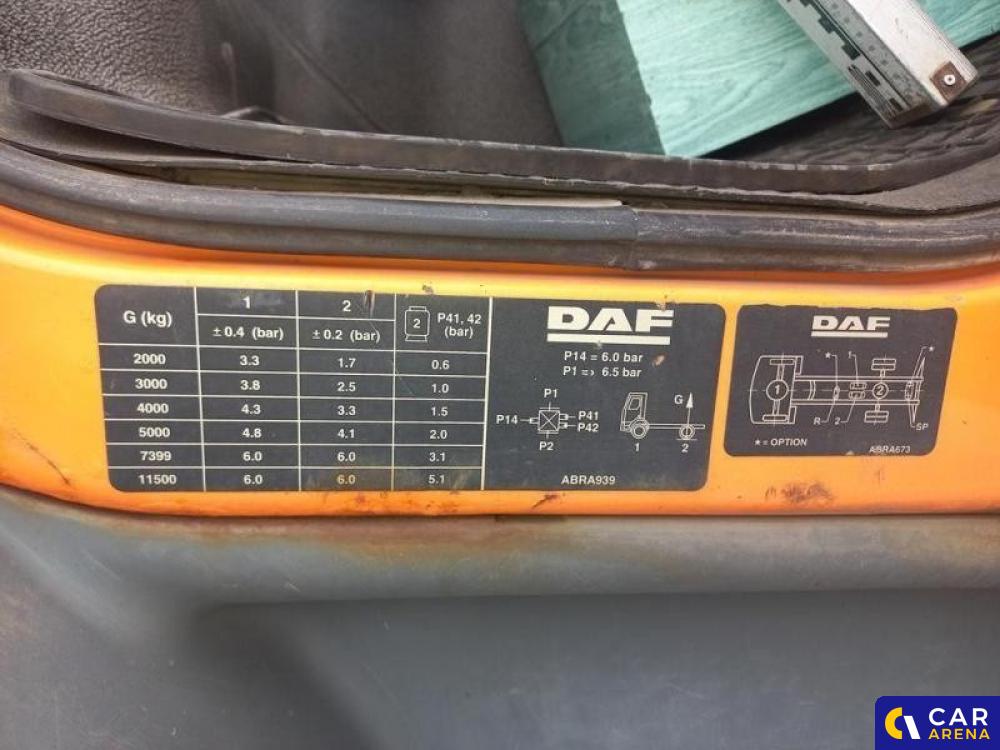 G (kg) 1 2 2 P41, 42 (bar)
± 0.4 (bar) ± 0.2 (bar)
2000 3.3 1.7 0.6
3000 3.8 2.5 1.0
4000 4.3 3.3 1.5
5000 4.8 4.1 2.0
7399 6.0 6.0 3.1
11500 6.0 6.0 5.1
DAF
P14 = 6.0 bar
P1 => 6.5 bar
P1
P14 P41
P42
P2
G
1 2
ABRA939
DAF
* 1 *
1 2
R 2 SP
* = OPTION
ABRA673
CAR
ARENA